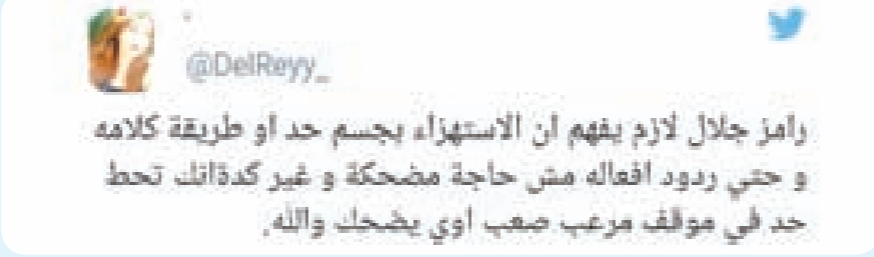 @DelReyy_
رامز جلال لازم يفهم ان الاستهزاء بجسم حد او طريقة كلامه
و حتي ردود افعاله مش حاجة مضحكة و غير كدةانك تحط
حد في موقف مرعب صعب اوي يضحك والله.